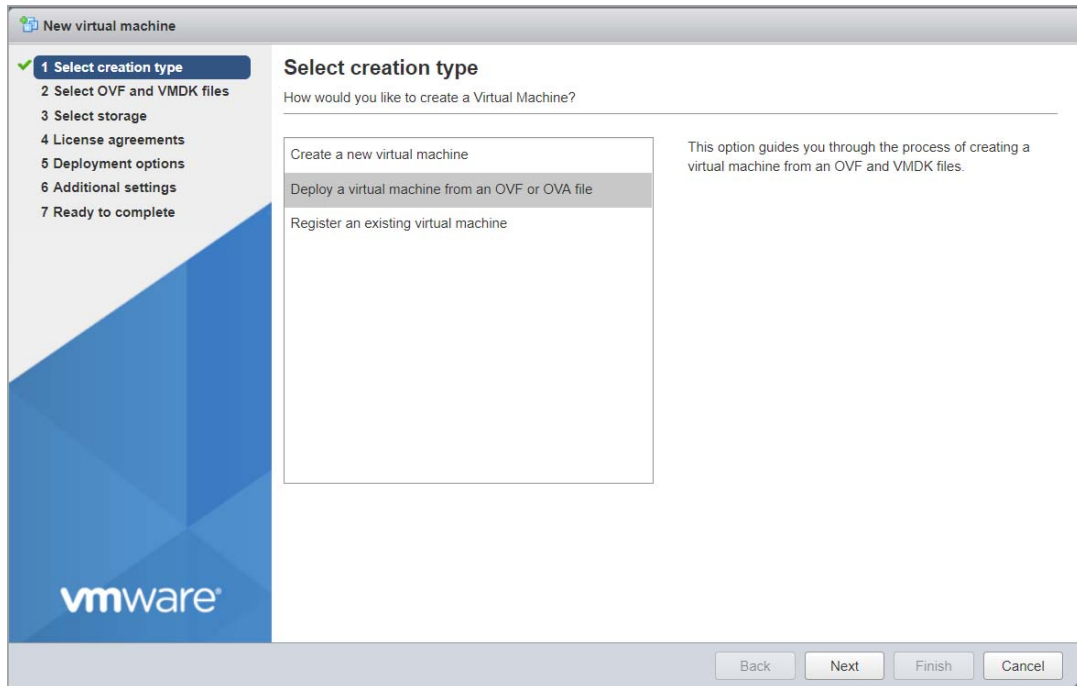 New virtual machine
1 Select creation type
2 Select OVF and VMDK files
3 Select storage
4 License agreements
5 Deployment options
6 Additional settings
7 Ready to complete
Select creation type
How would you like to create a Virtual Machine?
Create a new virtual machine
Deploy a virtual machine from an OVF or OVA file
Register an existing virtual machine
This option guides you through the process of creating a
virtual machine from an OVF and VMDK files.
vmware®
Back Next Finish Cancel